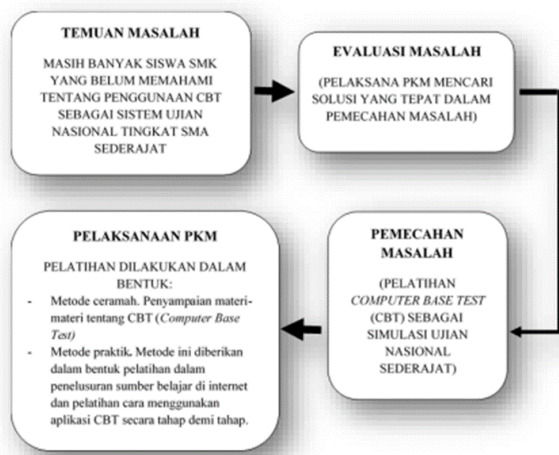 TEMUAN MASALAH
MASIH BANYAK SISWA SMK
YANG BELUM MEMAHAMI
TENTANG PENGGUNAAN CBT
SEBAGAI SISTEM UJIAN
NASIONAL TINGKAT SMA
SEDERAJAT
EVALUASI MASALAH
(PELAKSANA PKM MENCARI
SOLUSI YANG TEPAT DALAM
PEMECAHAN MASALAH)
PEMECAHAN
MASALAH
(PELATIHAN
COMPUTER BASE TEST
(CBT) SEBAGAI
SIMULASI UJIAN
NASIONAL
SEDERAJAT)
PELAKSANAAN PKM
PELATIHAN DILAKUKAN DALAM
BENTUK:
- Metode ceramah. Penyampaian materi-
materi tentang CBT (Computer Base
Test)
- Metode praktik. Metode ini diberikan
dalam bentuk pelatihan dalam
penelusuran sumber belajar di internet
dan pelatihan cara menggunakan
aplikasi CBT secara tahap demi tahap.